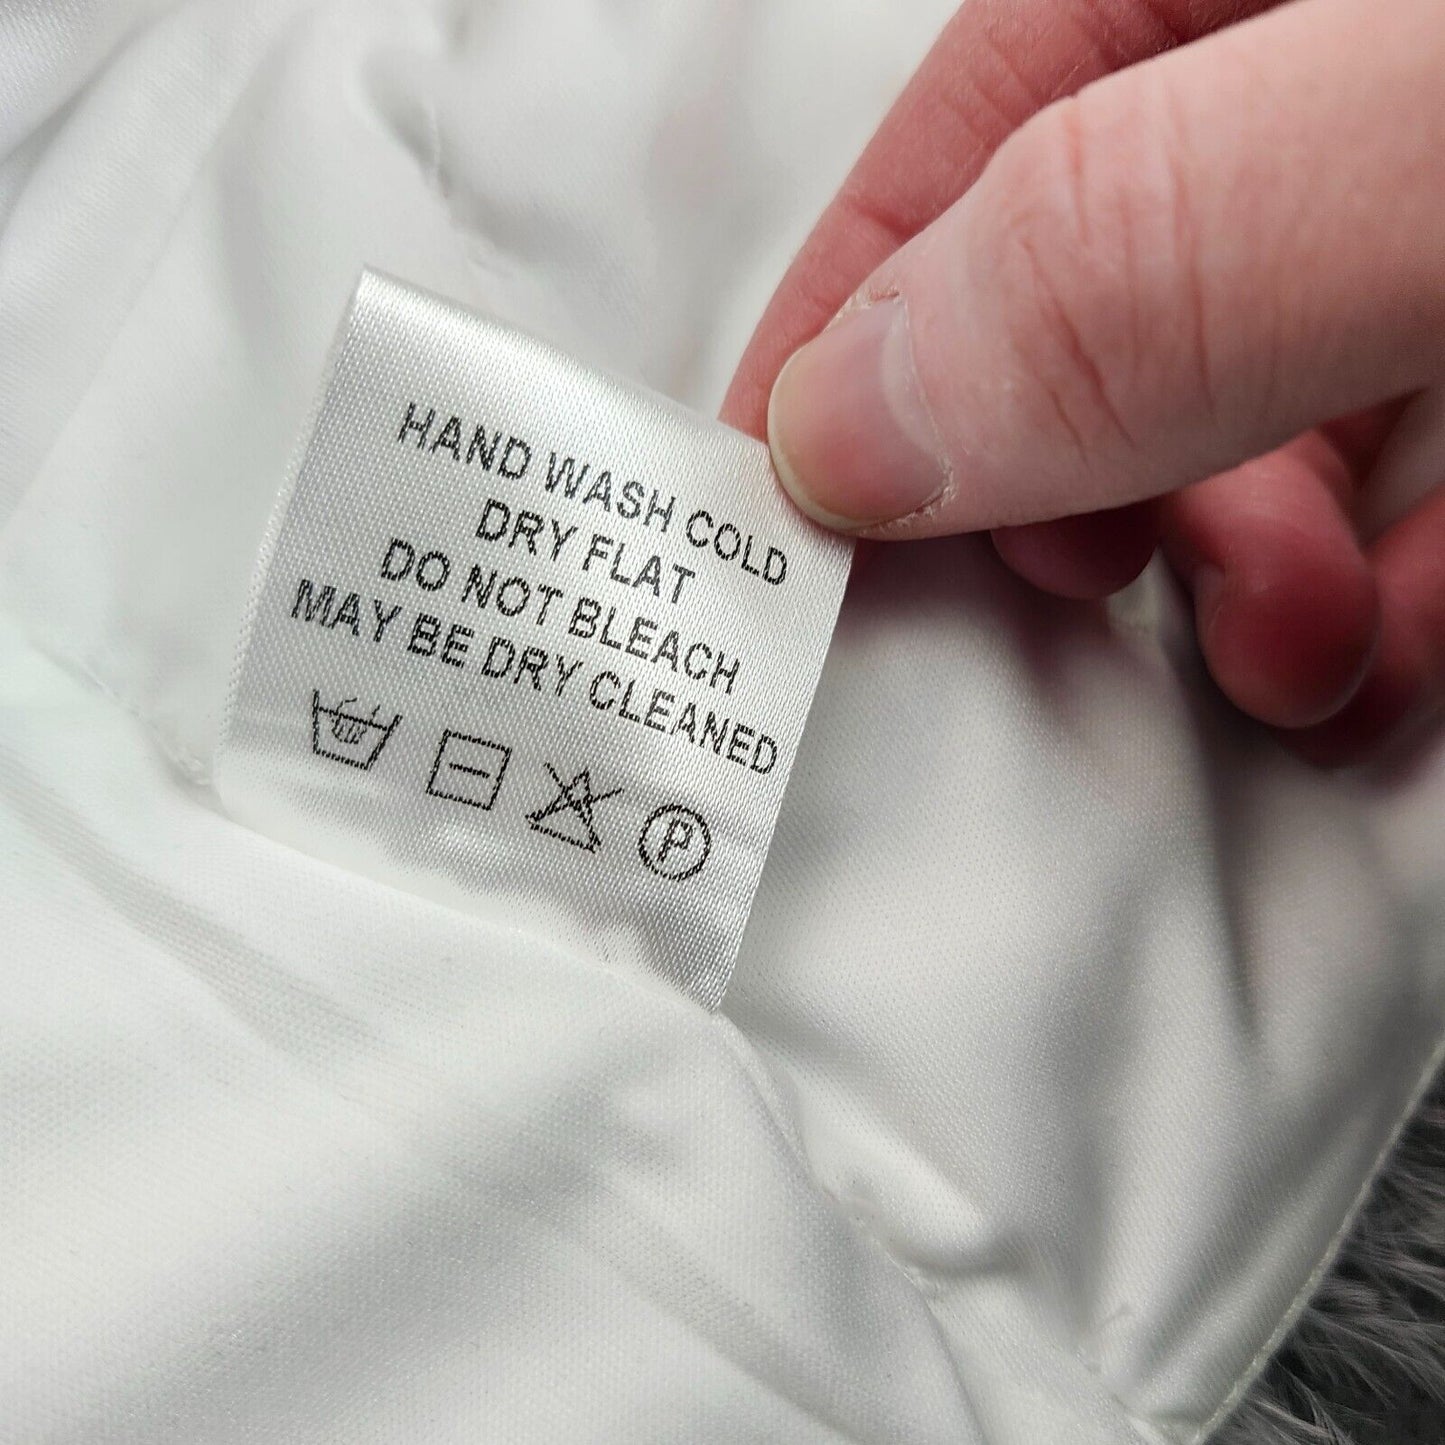 HAND WASH COLD
DRY FLAT
DO NOT BLEACH
MAY BE DRY CLEANED
P